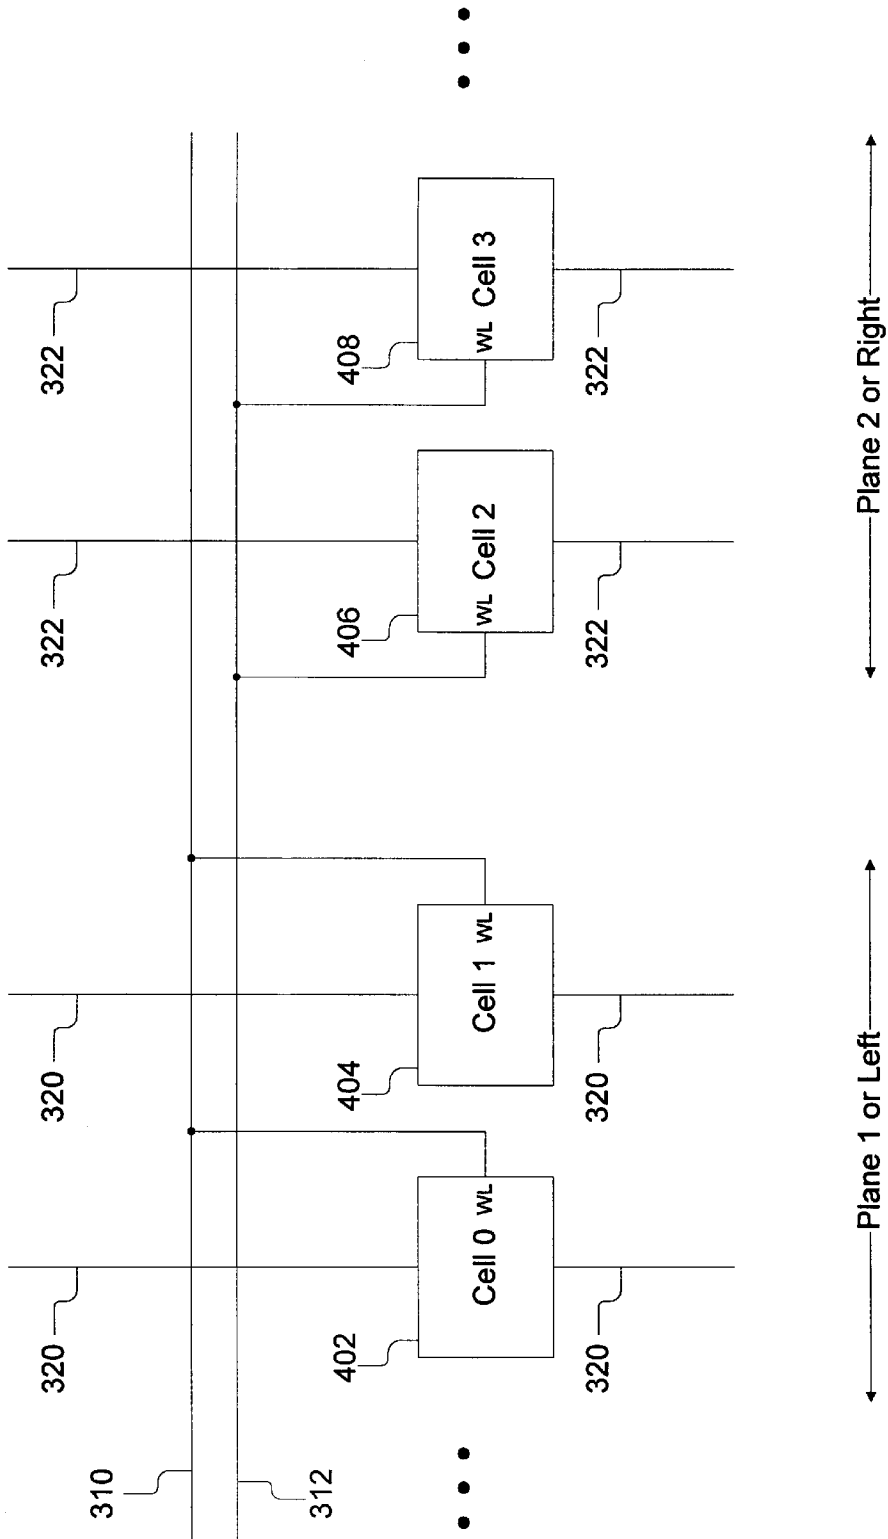 320
320
322
322
310
312
402
404
406
408
Cell 0 WL
Cell 1 WL
WL Cell 2
WL Cell 3
320
320
322
322
Plane 1 or Left
Plane 2 or Right